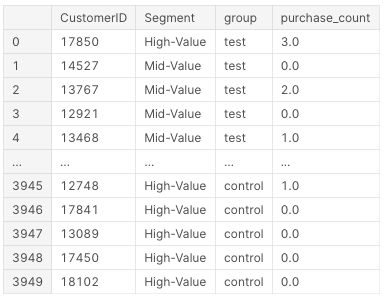 CustomerID Segment group purchase_count
0 17850 High-Value test 3.0
1 14527 Mid-Value test 0.0
2 13767 Mid-Value test 2.0
3 12921 Mid-Value test 0.0
4 13468 Mid-Value test 1.0
... ... ... ... ...
3945 12748 High-Value control 1.0
3946 17841 High-Value control 0.0
3947 13089 High-Value control 0.0
3948 17450 High-Value control 0.0
3949 18102 High-Value control 0.0